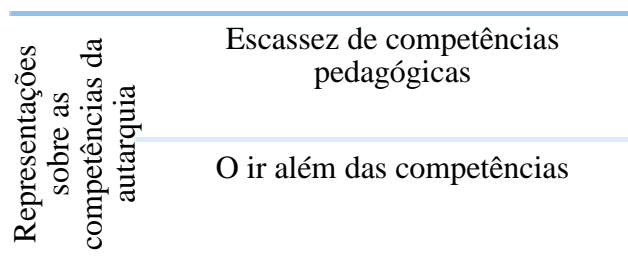 Representações
sobre as
competências da
autarquia
Escassez de competências
pedagógicas
O ir além das competências